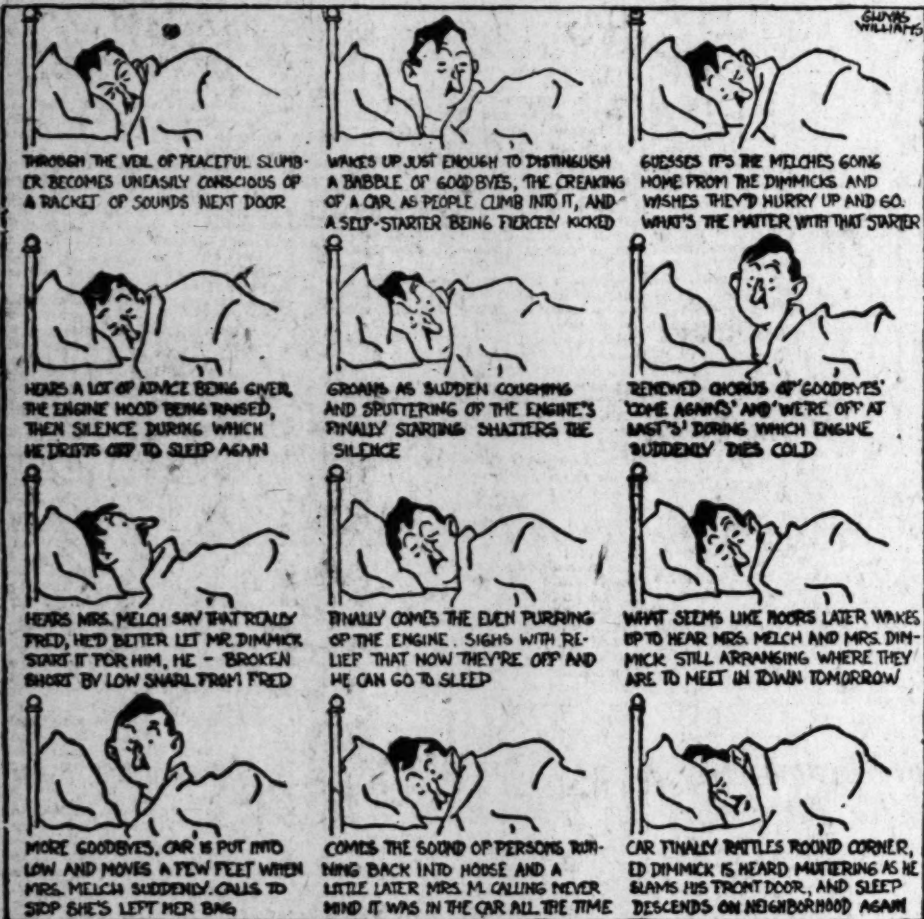 GLUYAS
WILLIAMS
THROUGH THE VEIL OF PEACEFUL SLUMB-
ER BECOMES UNEASILY CONSCIOUS OF
A RACKET OF SOUNDS NEXT DOOR
WAKES UP JUST ENOUGH TO DISTINGUISH
A BABBLE OF GOODBYES, THE CREAKING
OF A CAR AS PEOPLE CLIMB INTO IT, AND
A SELF-STARTER BEING FIERCELY KICKED
GUESSES IT'S THE MELCHES GOING
HOME FROM THE DIMMICKS AND
WISHES THEY'D HURRY UP AND GO.
WHAT'S THE MATTER WITH THAT STARTER
HEARS A LOT OF ADVICE BEING GIVEN,
THE ENGINE HOOD BEING RAISED,
THEN SILENCE DURING WHICH
HE DRIFTS OFF TO SLEEP AGAIN
GROANS AS SUDDEN COUGHING
AND SPUTTERING OF THE ENGINE'S
FINALLY STARTING SHATTERS THE
SILENCE
RENEWED CHORUS OF 'GOODBYES'
'COME AGAINS' AND 'WE'RE OFF AT
LAST'S' DURING WHICH ENGINE
SUDDENLY DIES COLD
HEARS MRS. MELCH SAY THAT REALLY
FRED, HE'D BETTER LET MR. DIMMICK
START IT FOR HIM, HE - BROKEN
SHORT BY LOW SNARL FROM FRED
FINALLY COMES THE EVEN PURRING
OF THE ENGINE. SIGHS WITH RE-
LIEF THAT NOW THEY'RE OFF AND
HE CAN GO TO SLEEP
WHAT SEEMS LIKE HOURS LATER WAKES
UP TO HEAR MRS. MELCH AND MRS. DIM-
MICK STILL ARRANGING WHERE THEY
ARE TO MEET IN TOWN TOMORROW
MORE GOODBYES, CAR IS PUT INTO
LOW AND MOVES A FEW FEET WHEN
MRS. MELCH SUDDENLY CALLS TO
STOP SHE'S LEFT HER BAG
COMES THE SOUND OF PERSONS RUN-
NING BACK INTO HOUSE AND A
LITTLE LATER MRS. M. CALLING NEVER
MIND IT WAS IN THE CAR ALL THE TIME
CAR FINALLY RATTLES ROUND CORNER,
ED DIMMICK IS HEARD MUTTERING AS HE
SLAMS HIS FRONT DOOR, AND SLEEP
DESCENDS ON NEIGHBORHOOD AGAIN